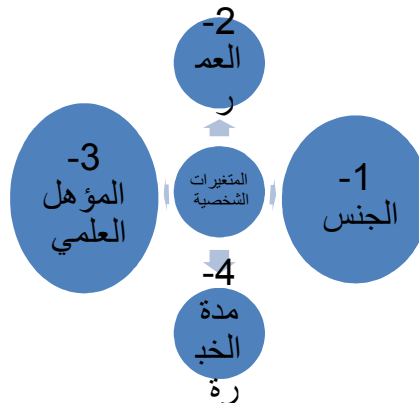 2-
العم
ر
المتغيرات
الشخصية
1-
الجنس
3-
المؤهل
العلمي
4-
مدة
الخب
رة